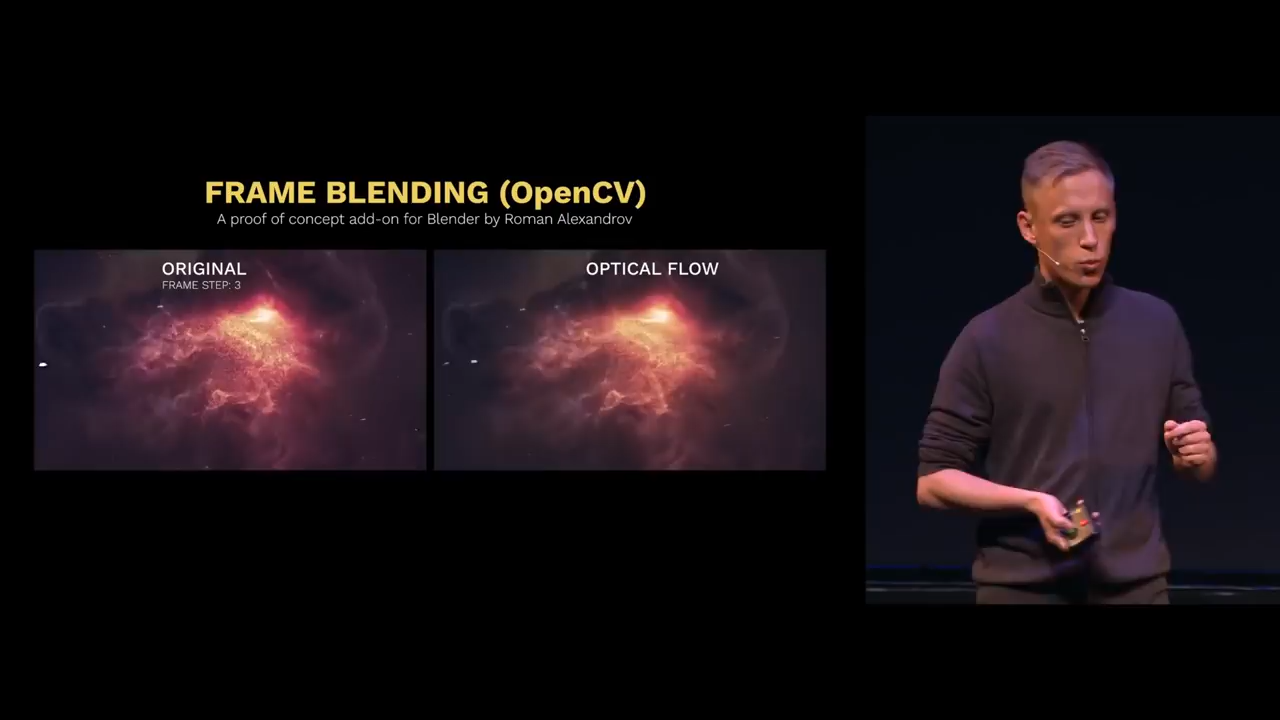 FRAME BLENDING (OpenCV)
A proof of concept add-on for Blender by Roman Alexandrov
ORIGINAL
FRAME STEP: 3
OPTICAL FLOW